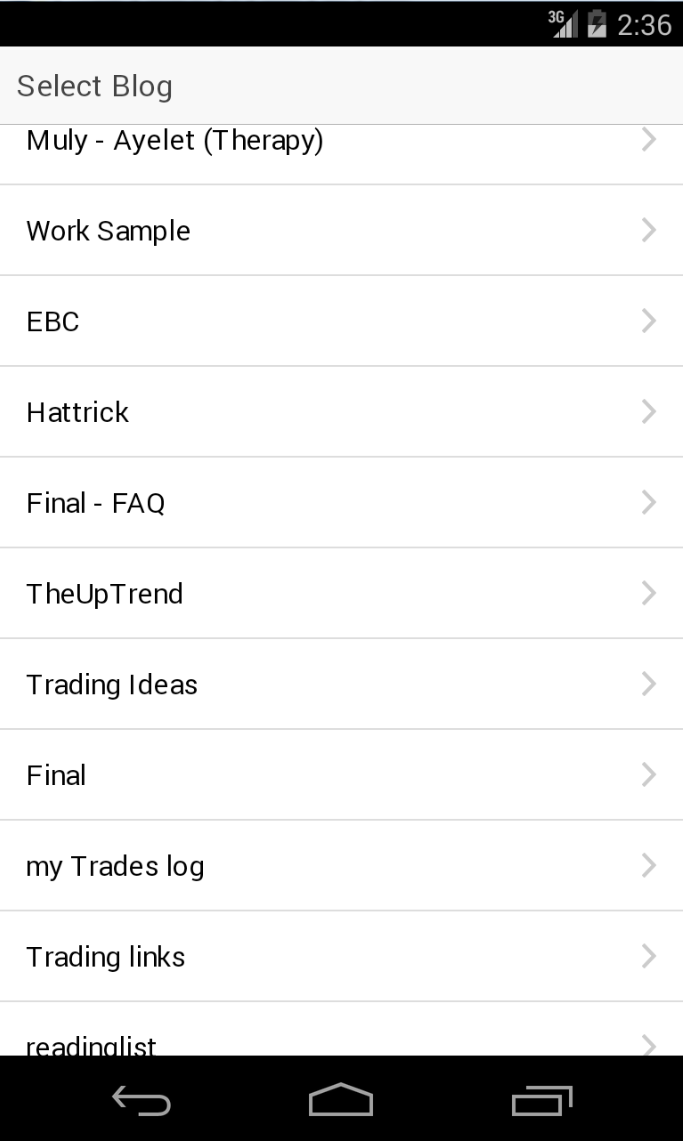 3G 2:36
Select Blog
Muly - Ayelet (Therapy)
Work Sample
EBC
Hattrick
Final - FAQ
TheUpTrend
Trading Ideas
Final
my Trades log
Trading links
readinglist